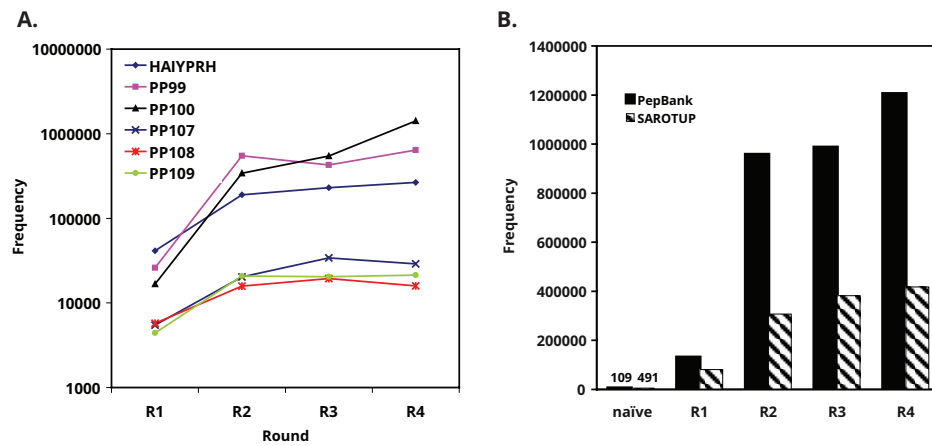 A.
10000000
1000000
100000
10000
1000
Frequency
HAIYPRH
PP99
PP100
PP107
PP108
PP109
R1 R2 R3 R4
Round
B.
1400000
1200000
1000000
800000
600000
400000
200000
0
Frequency
PepBank
SAROTUP
109 491
naïve R1 R2 R3 R4